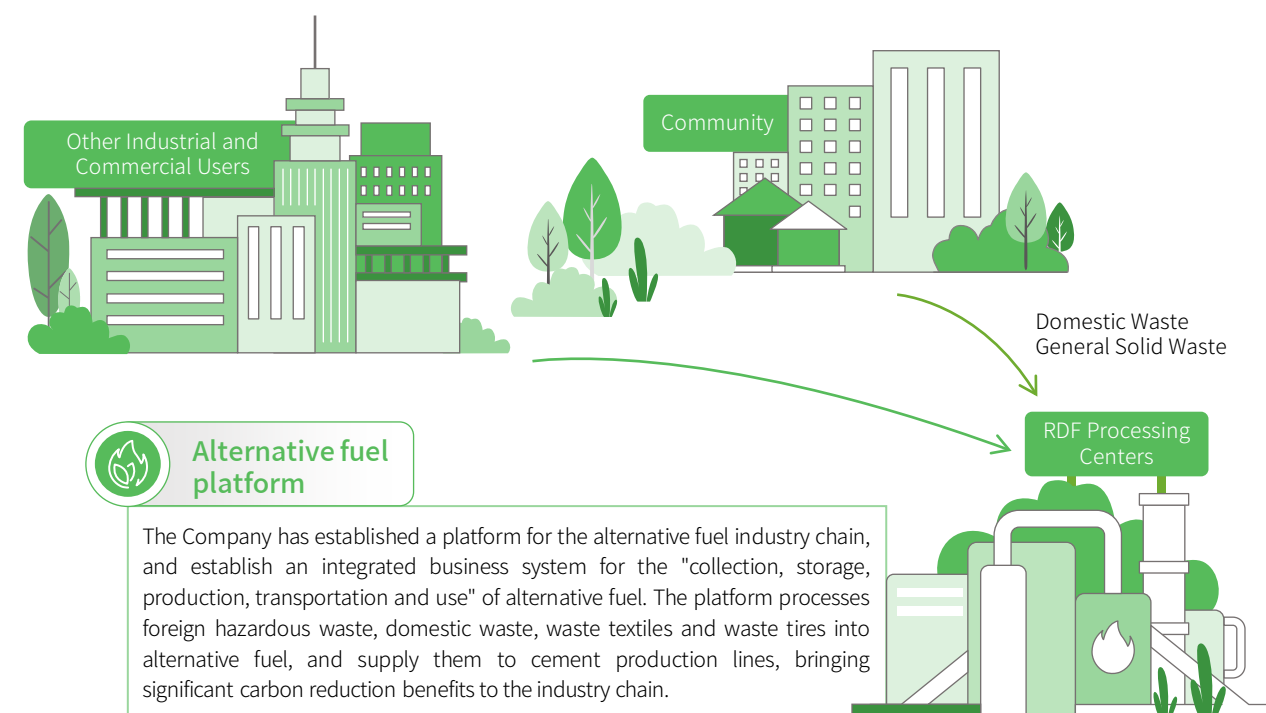 Other Industrial and
Commercial Users
Community
Domestic Waste
General Solid Waste
RDF Processing
Centers
Alternative fuel
platform
The Company has established a platform for the alternative fuel industry chain,
and establish an integrated business system for the "collection, storage,
production, transportation and use" of alternative fuel. The platform processes
foreign hazardous waste, domestic waste, waste textiles and waste tires into
alternative fuel, and supply them to cement production lines, bringing
significant carbon reduction benefits to the industry chain.